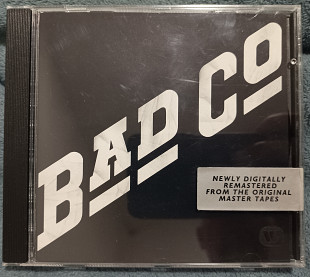 BAD CO
NEWLY DIGITALLY
REMASTERED
FROM THE ORIGINAL
MASTER TAPES